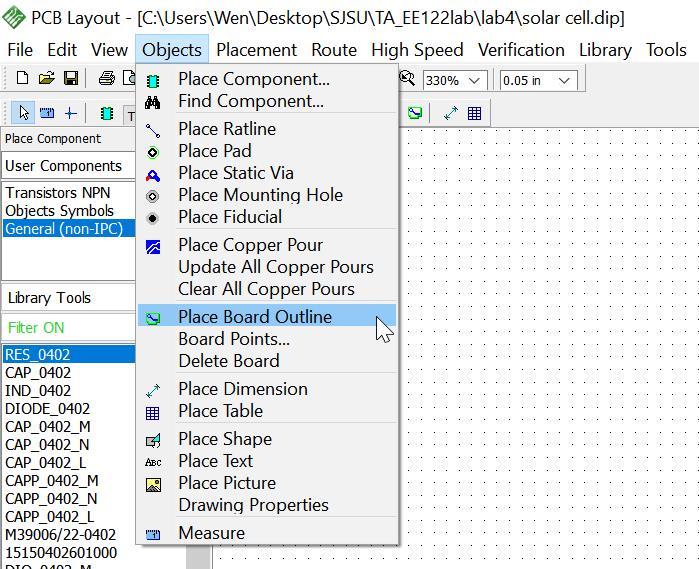 PCB Layout - [C:\Users\Wen\Desktop\SJSU\TA_EE122lab\lab4\solar cell.dip]
File Edit View Objects Placement Route High Speed Verification Library Tools
330% 0.05 in
T
Place Component
User Components
Transistors NPN
Objects Symbols
General (non-IPC)
Library Tools
Filter ON
RES_0402
CAP_0402
IND_0402
DIODE_0402
CAP_0402_M
CAP_0402_N
CAP_0402_L
CAPP_0402_M
CAPP_0402_N
CAPP_0402_L
M39006/22-0402
15150402601000
DIO_0402_M
Place Component...
Find Component...
Place Ratline
Place Pad
Place Static Via
Place Mounting Hole
Place Fiducial
Place Copper Pour
Update All Copper Pours
Clear All Copper Pours
Place Board Outline
Board Points...
Delete Board
Place Dimension
Place Table
Place Shape
ABC Place Text
Place Picture
Drawing Properties
Measure